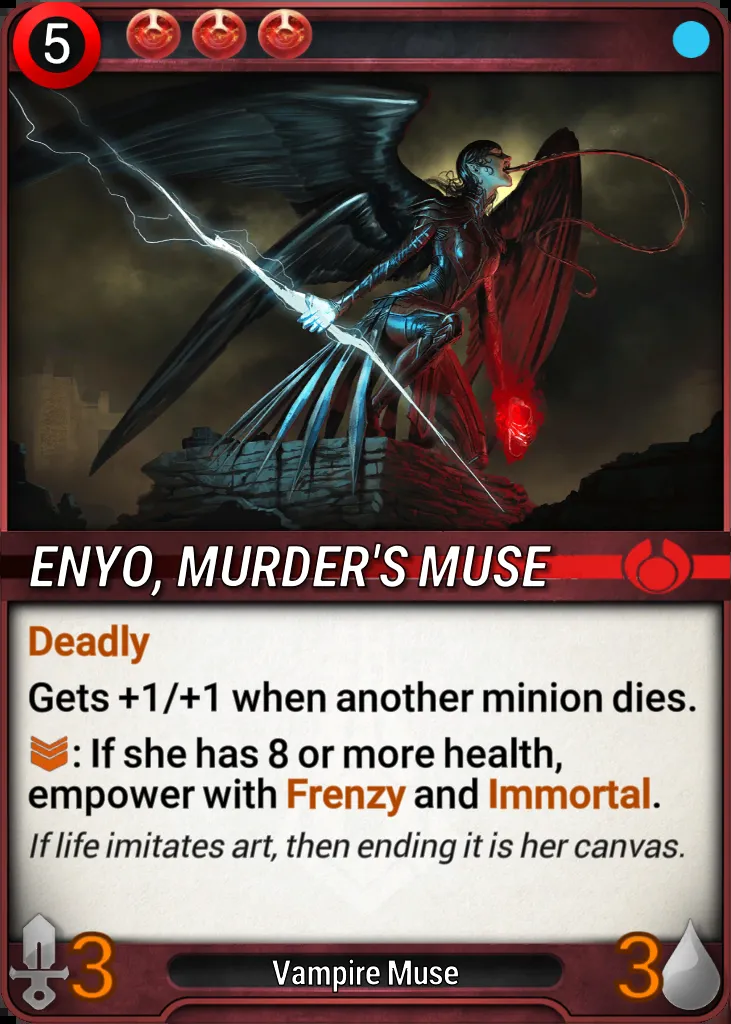 5
ENYO, MURDER'S MUSE
Deadly
Gets +1/+1 when another minion dies.
: If she has 8 or more health,
empower with Frenzy and Immortal.
If life imitates art, then ending it is her canvas.
3
Vampire Muse
3